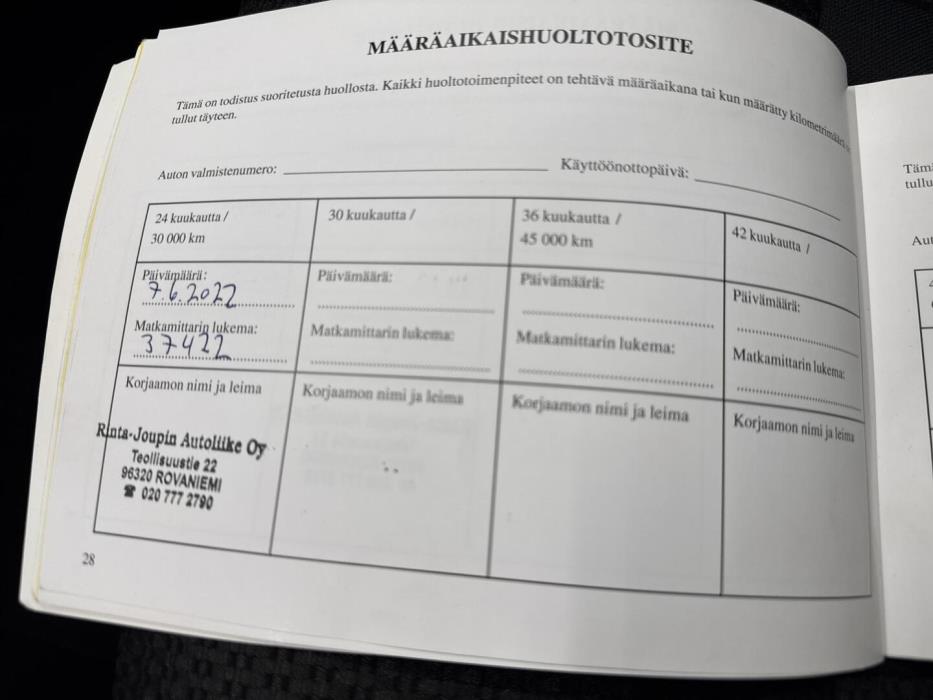 MÄÄRÄAIKAISHUOLTOTOSITE
Tämä on todistus suoritetusta huollosta. Kaikki huoltotoimenpiteet on tehtävä määräaikana tai kun määrätty
tullut täyteen.
Auton valmistenumero:
Käyttöönottopäivä:
24 kuukautta /
30 000 km
Päivämäärä:
7.6.2022
Matkamittarin lukema:
37422
Korjaamon nimi ja leima
Rinta-Joupin Autoliike Oy
Teollisuustie 22
96320 ROVANIEMI
☎ 020 777 2790
30 kuukautta /
Päivämäärä:
Matkamittarin lukema:
Korjaamon nimi ja leima
36 kuukautta /
45 000 km
Päivämäärä:
Matkamittarin lukema:
Korjaamon nimi ja leima
42 kuukautta /
Päivämäärä:
Matkamittarin lukema:
Korjaamon nimi ja leima
28